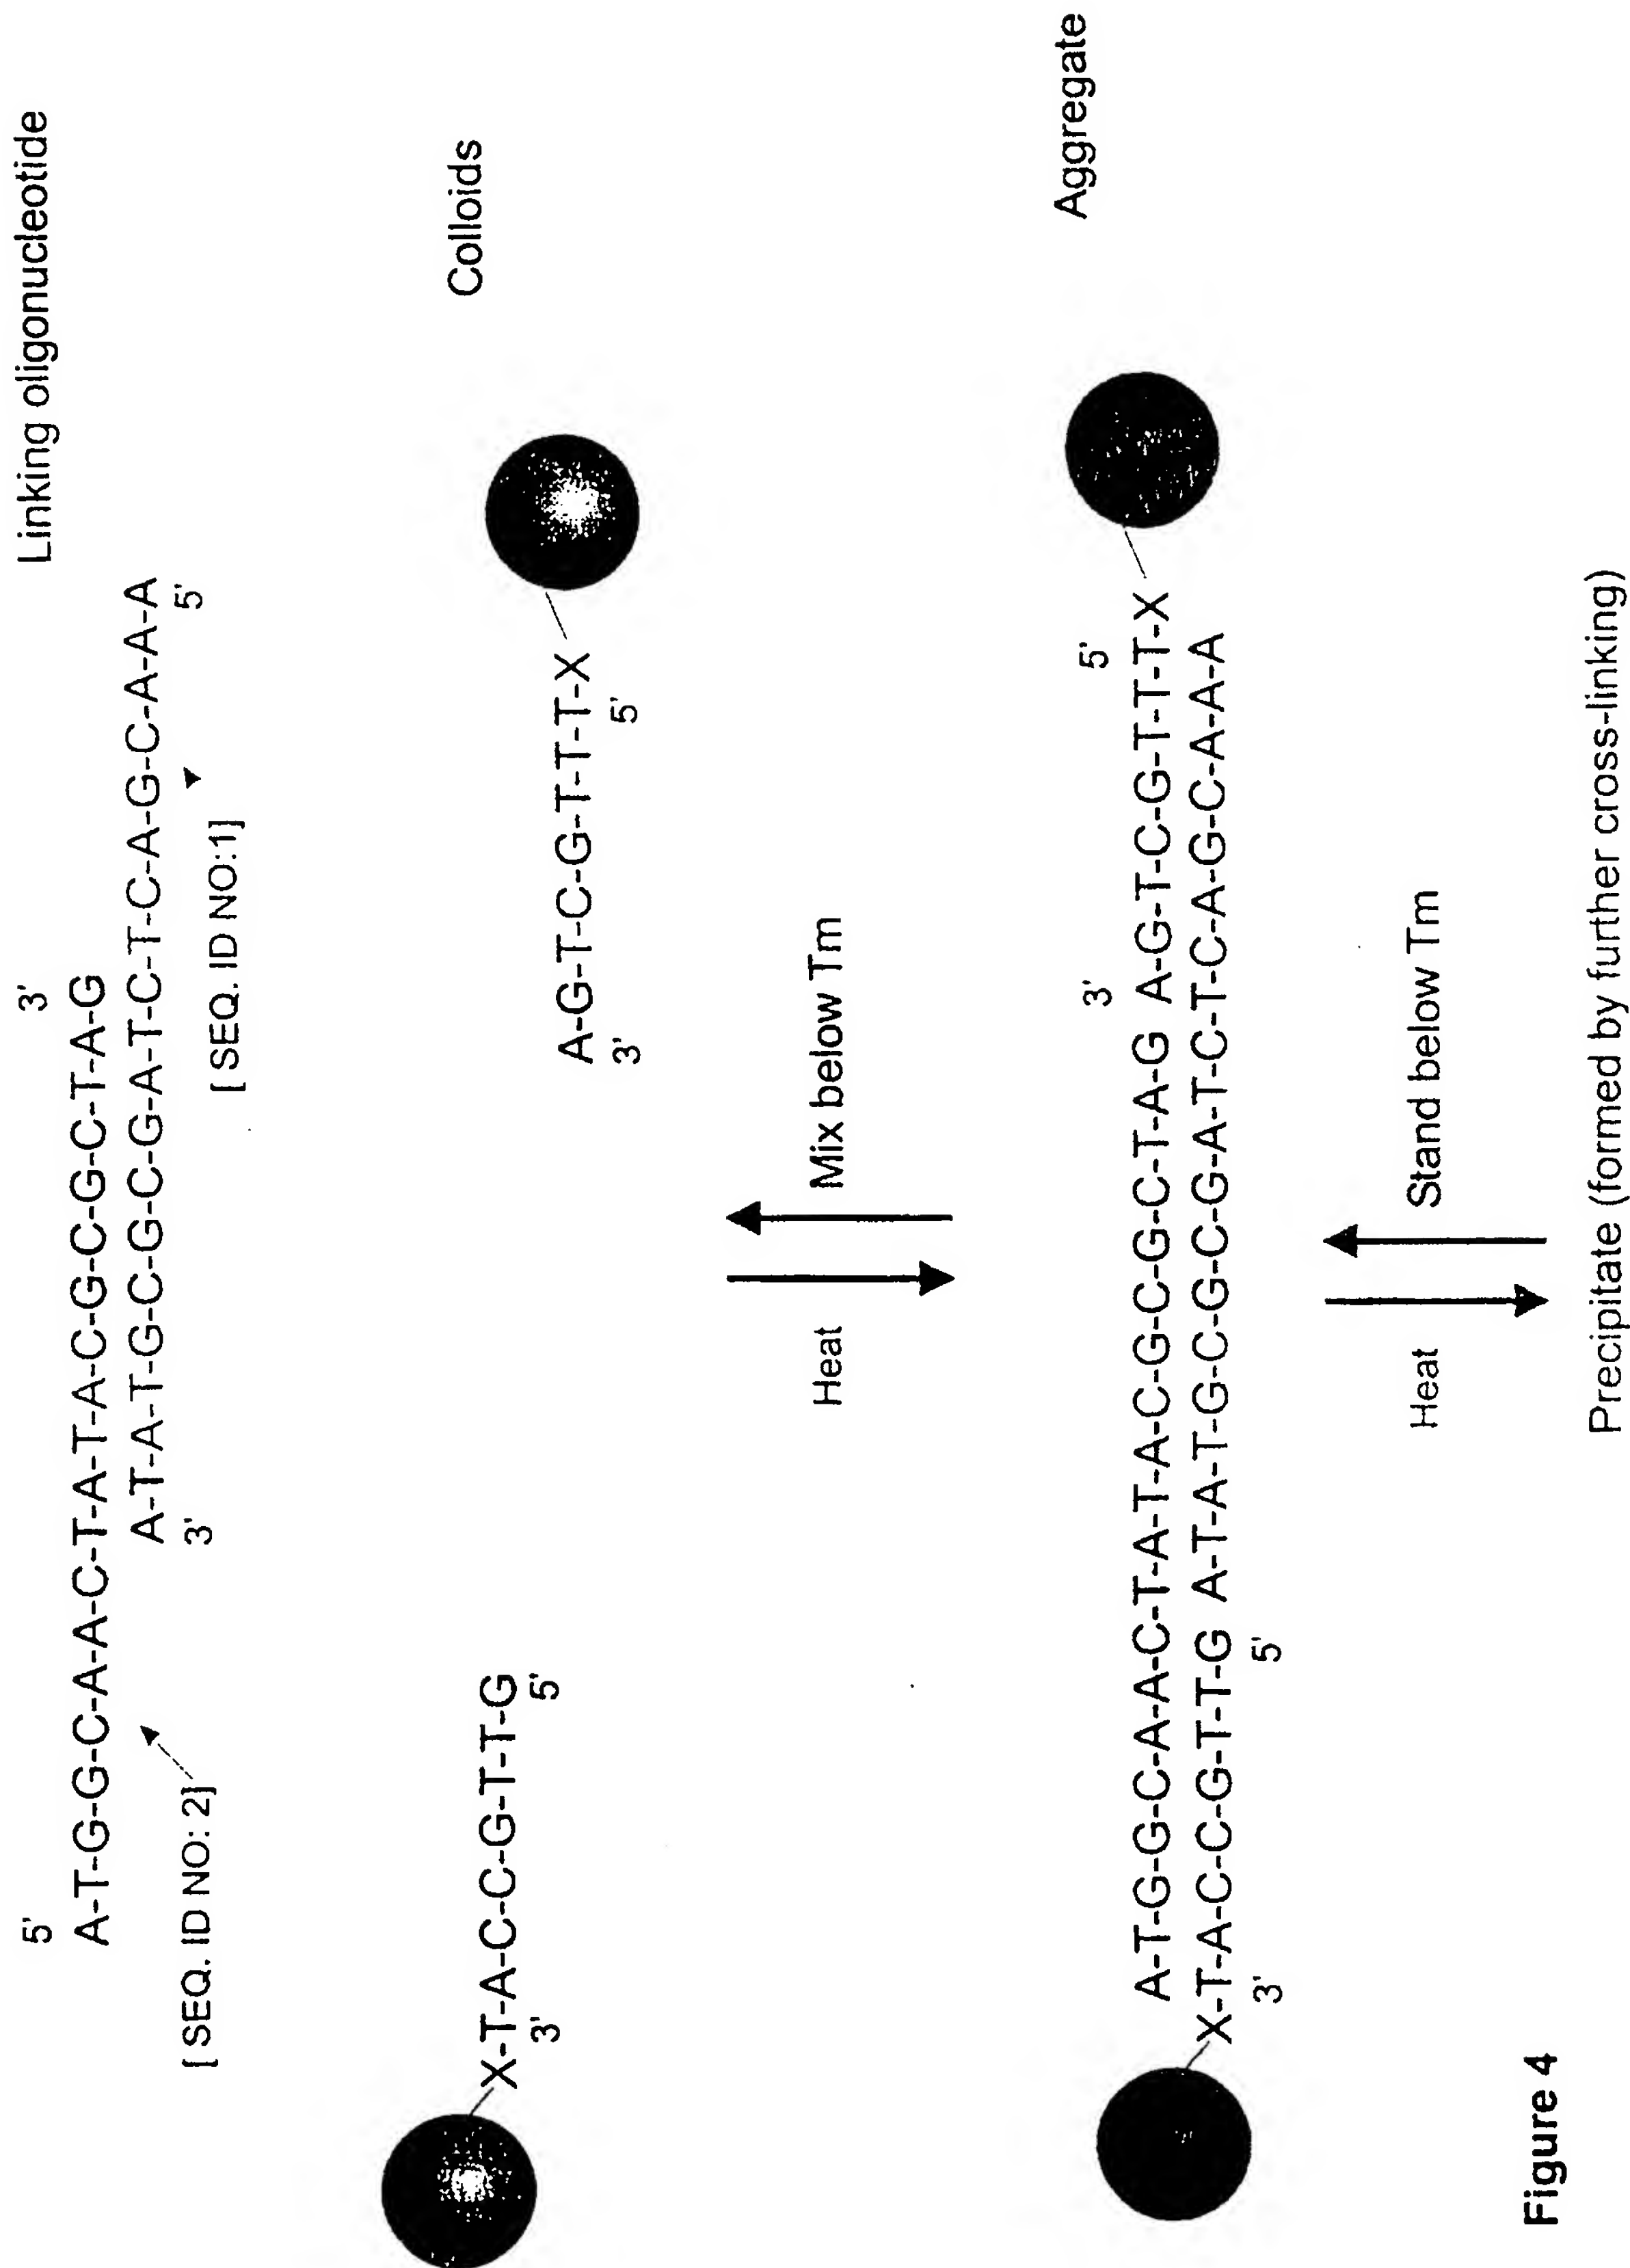 Linking oligonucleotide
5' 3'
A-T-G-G-C-A-A-C-T-A-T-A-C-G-C-G-C-T-A-G
A-T-A-T-G-C-G-C-G-A-T-C-T-C-A-G-C-A-A-A
3' 5'
[ SEQ. ID NO: 2]
[ SEQ. ID NO:1]
Colloids
X-T-A-C-C-G-T-T-G
3' 5'
A-G-T-C-G-T-T-T-X
3' 5'
Heat
Mix below Tm
Aggregate
3' 5'
A-T-G-G-C-A-A-C-T-A-T-A-C-G-C-G-C-T-A-G A-G-T-C-G-T-T-T-X
X-T-A-C-C-G-T-T-G A-T-A-T-G-C-G-C-G-A-T-C-T-C-A-G-C-A-A-A
3' 5'
Heat
Stand below Tm
Figure 4
Precipitate (formed by further cross-linking)